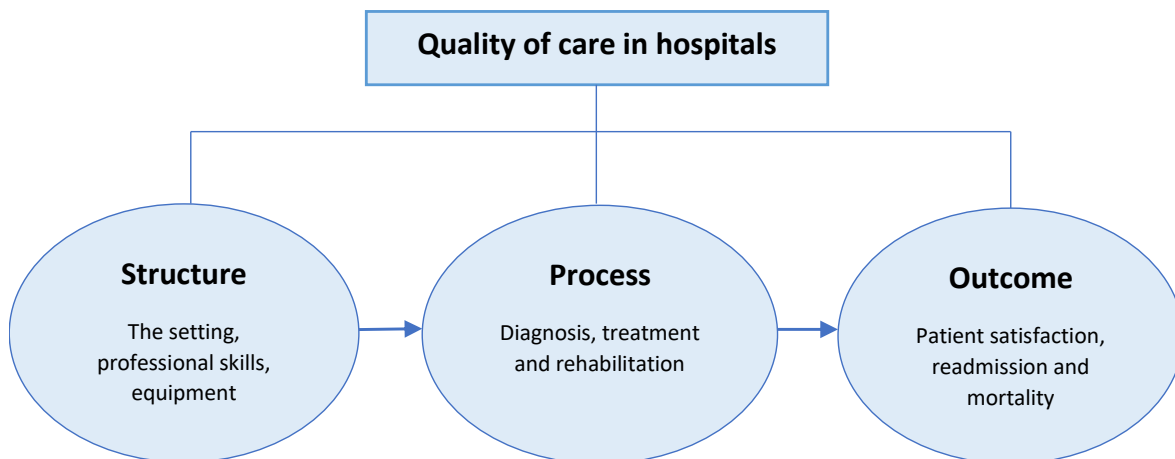 Quality of care in hospitals
Structure
The setting,
professional skills,
equipment
Process
Diagnosis, treatment
and rehabilitation
Outcome
Patient satisfaction,
readmission and
mortality